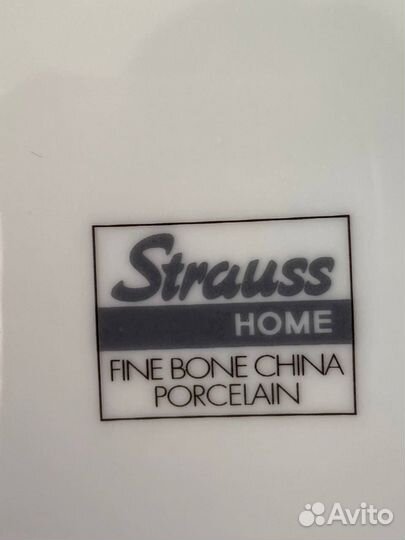 Strauss
HOME
FINE BONE CHINA
PORCELAIN
Avito